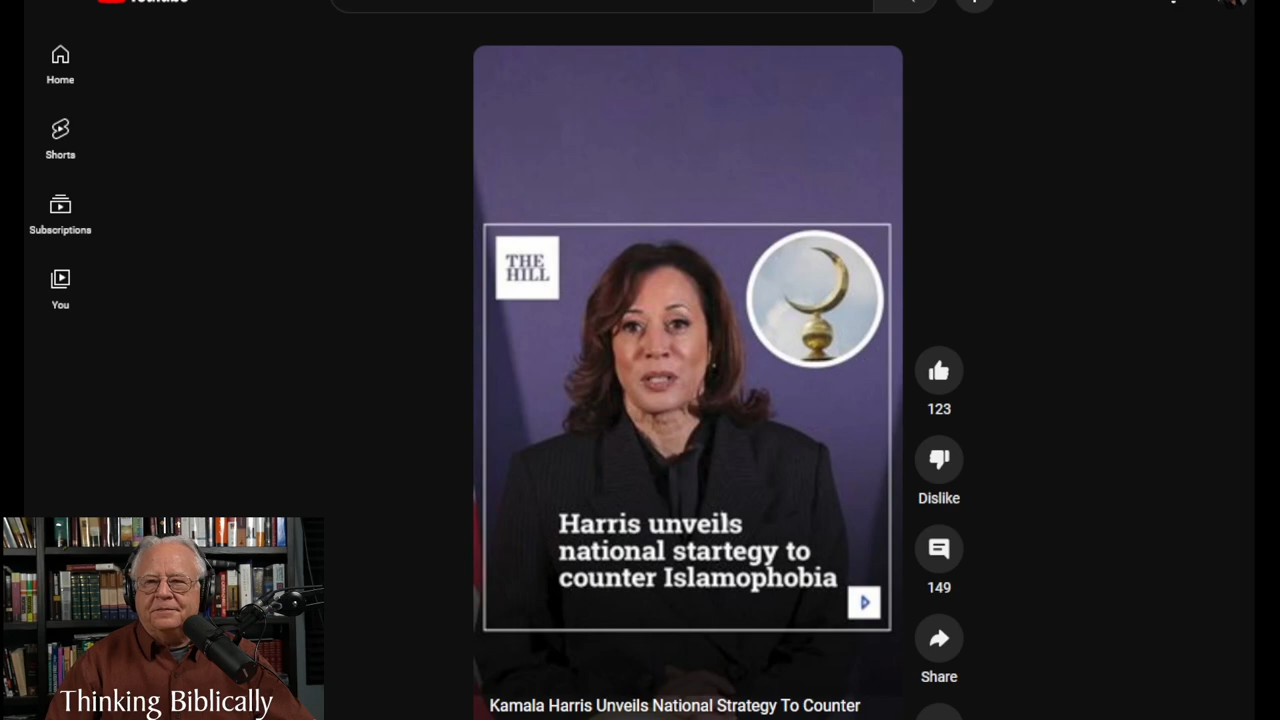 YouTube
Home
Shorts
Subscriptions
You
THE
HILL
Harris unveils
national startegy to
counter Islamophobia
123
Dislike
149
Share
Kamala Harris Unveils National Strategy To Counter
Thinking Biblically